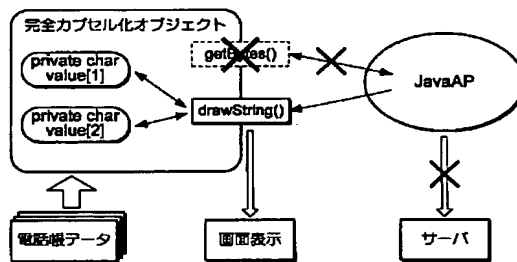 完全カプセル化オブジェクト
private char
value[1]
getBytes()
JavaAP
private char
value[2]
drawString()
電話帳データ
画面表示
サーバ